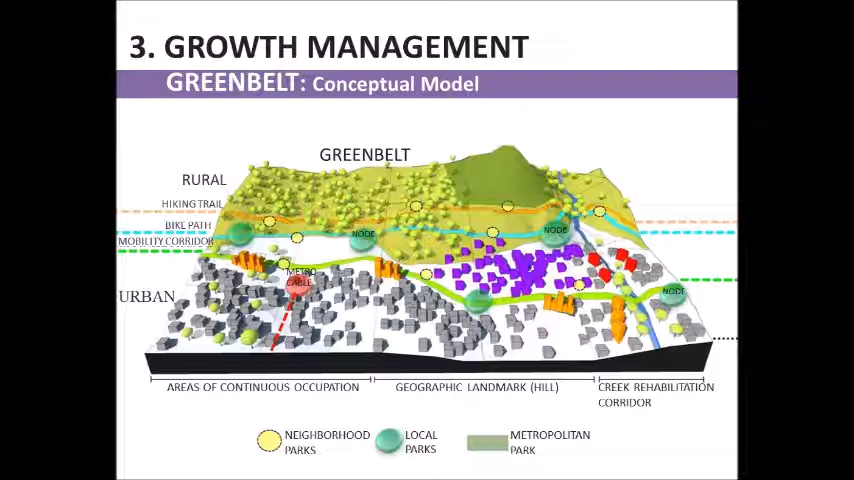 3. GROWTH MANAGEMENT
GREENBELT: Conceptual Model
GREENBELT
RURAL
HIKING TRAIL
BIKE PATH
NODE
NODE
MOBILITY CORRIDOR
METRO
CABLE
URBAN
NODE
AREAS OF CONTINUOUS OCCUPATION
GEOGRAPHIC LANDMARK (HILL)
CREEK REHABILITATION
CORRIDOR
NEIGHBORHOOD
PARKS
LOCAL
PARKS
METROPOLITAN
PARK